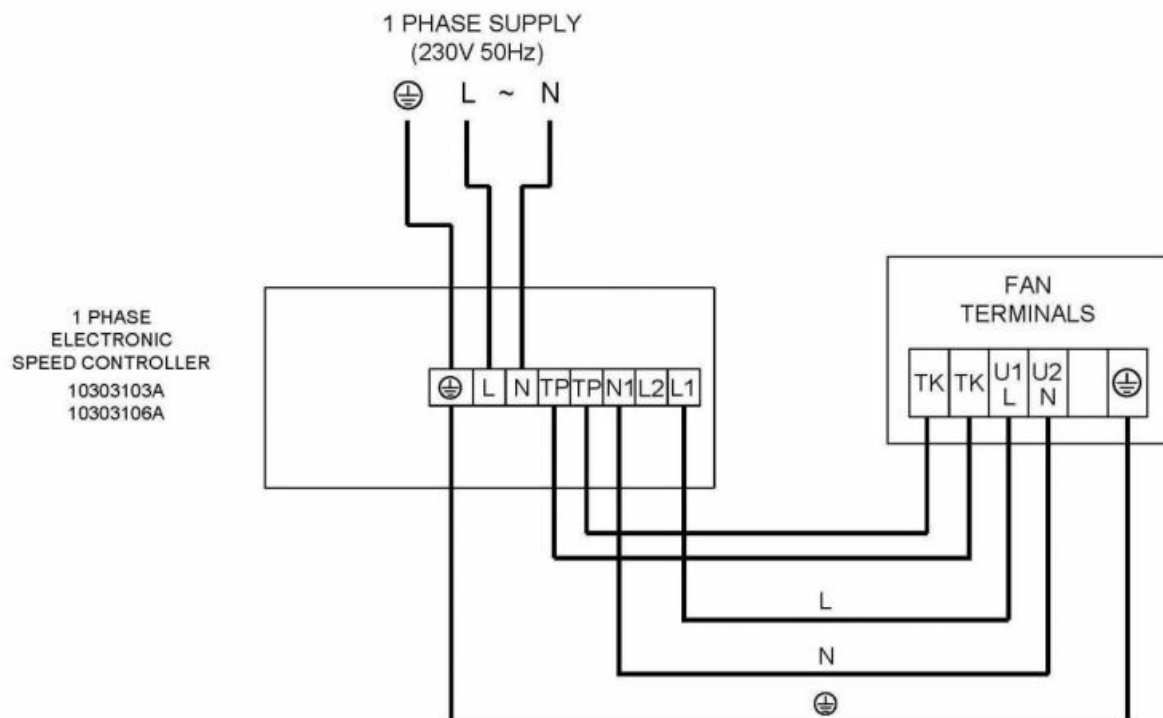 1 PHASE SUPPLY
(230V 50Hz)
⏚ L ~ N
1 PHASE
ELECTRONIC
SPEED CONTROLLER
10303103A
10303106A
⏚ L N TP TP N1 L2 L1
FAN
TERMINALS
TK TK U1 U2 ⏚
L N
L
N
⏚